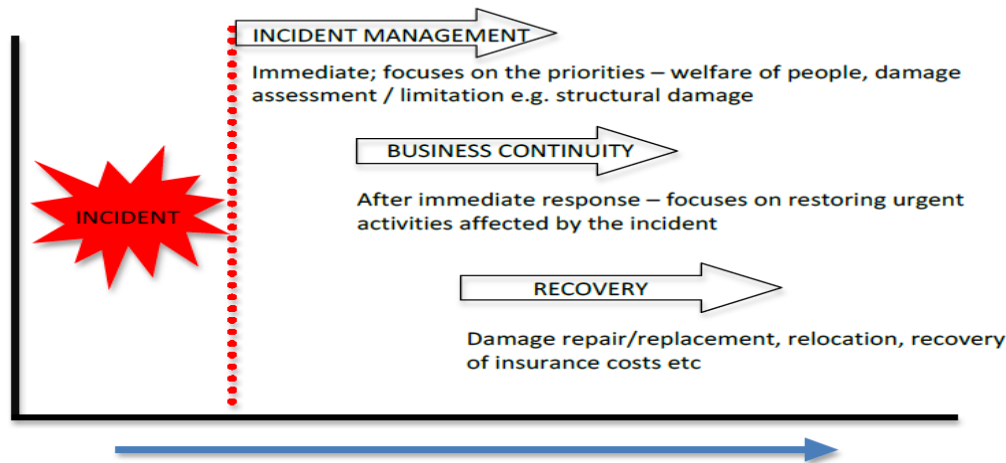 INCIDENT MANAGEMENT
Immediate; focuses on the priorities – welfare of people, damage
assessment / limitation e.g. structural damage
BUSINESS CONTINUITY
After immediate response – focuses on restoring urgent
activities affected by the incident
INCIDENT
RECOVERY
Damage repair/replacement, relocation, recovery
of insurance costs etc